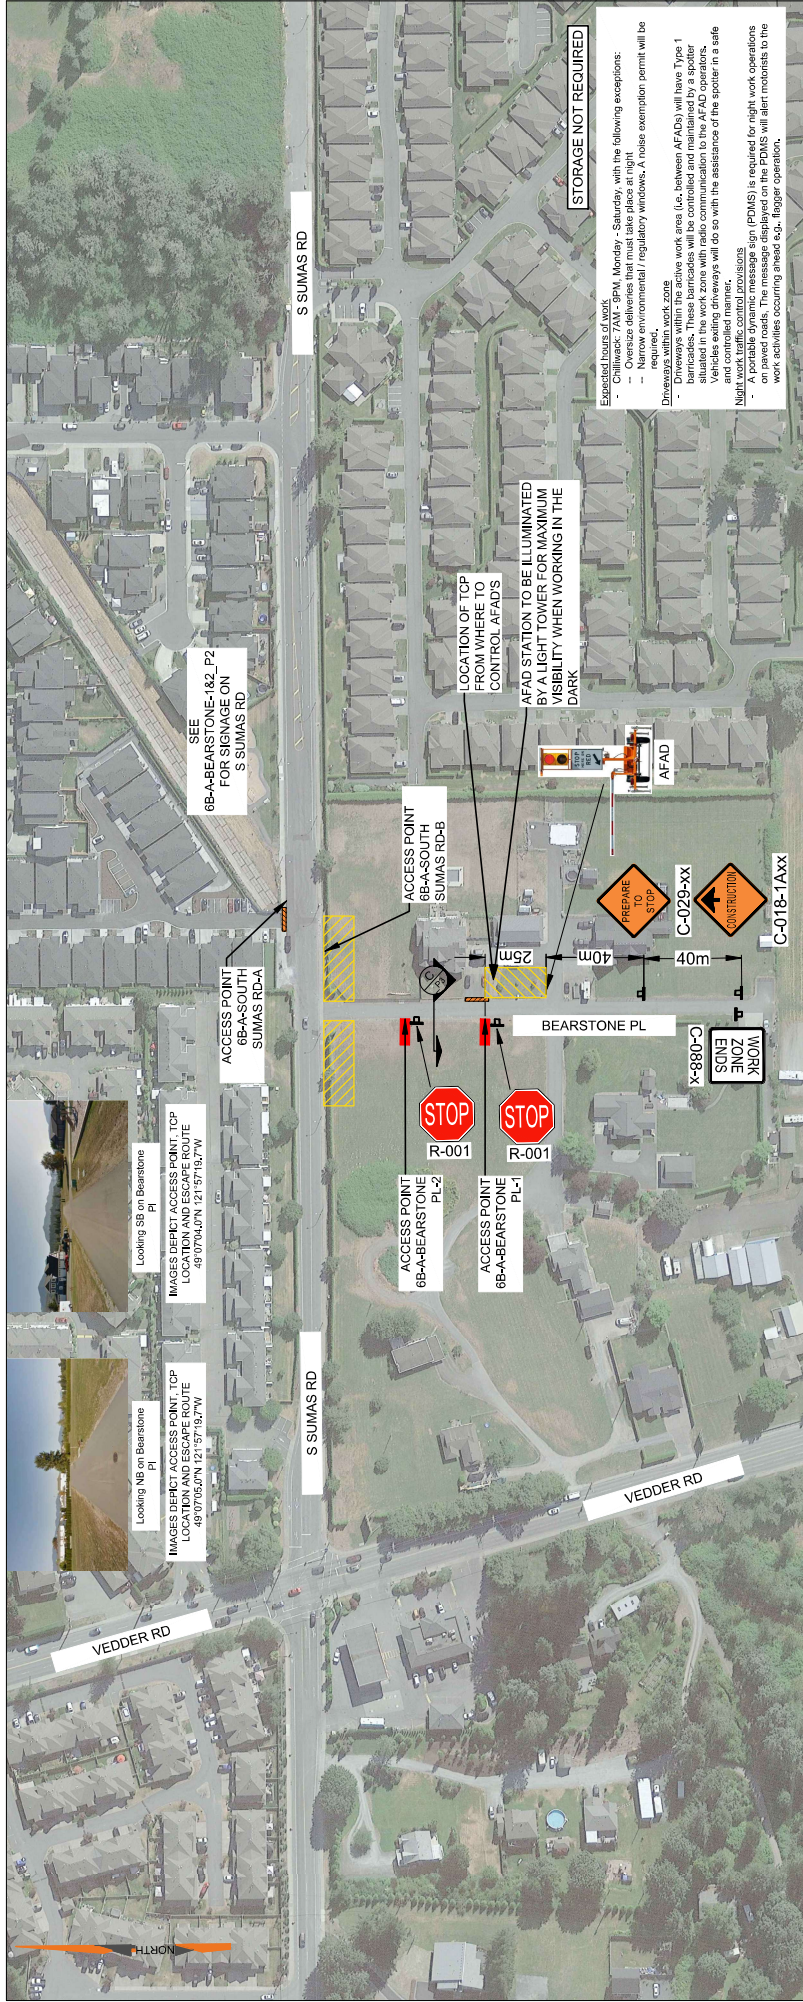 Looking NB on Bearstone
Pl
IMAGES DEPICT ACCESS POINT, TCP
LOCATION AND ESCAPE ROUTE
49°07'05.0"N 121°57'19.7"W
Looking SB on Bearstone
Pl
IMAGES DEPICT ACCESS POINT, TCP
LOCATION AND ESCAPE ROUTE
49°07'04.0"N 121°57'19.7"W
NORTH
VEDDER RD
S SUMAS RD
S SUMAS RD
VEDDER RD
ACCESS POINT
6B-A-SOUTH
SUMAS RD-A
SEE
6B-A-BEARSTONE-1&2_P2
FOR SIGNAGE ON
S SUMAS RD
ACCESS POINT
6B-A-SOUTH
SUMAS RD-B
ACCESS POINT
6B-A-BEARSTONE
PL-2
STOP
R-001
ACCESS POINT
6B-A-BEARSTONE
PL-1
STOP
R-001
C
P3
25m
40m
40m
BEARSTONE PL
LOCATION OF TCP
FROM WHERE TO
CONTROL AFAD'S
AFAD STATION TO BE ILLUMINATED
BY A LIGHT TOWER FOR MAXIMUM
VISIBILITY WHEN WORKING IN THE
DARK
STOP
HERE ON
RED
AFAD
PREPARE
TO
STOP
C-029-xx
CONSTRUCTION
C-018-1Axx
C-088-x
WORK
ZONE
ENDS
STORAGE NOT REQUIRED
Expected hours of work
- Chilliwack: 7AM - 9PM, Monday - Saturday, with the following exceptions:
-- Oversize deliveries that must take place at night
-- Narrow environmental / regulatory windows. A noise exemption permit will be
required.
Driveways within work zone
- Driveways within the active work area (i.e. between AFADs) will have Type 1
barricades. These barricades will be controlled and maintained by a spotter
situated in the work zone with radio communication to the AFAD operators.
Vehicles exiting driveways will do so with the assistance of the spotter in a safe
and controlled manner.
Night work traffic control provisions
- A portable dynamic message sign (PDMS) is required for night work operations
on paved roads. The message displayed on the PDMS will alert motorists to the
work activities occurring ahead e.g., flagger operation.